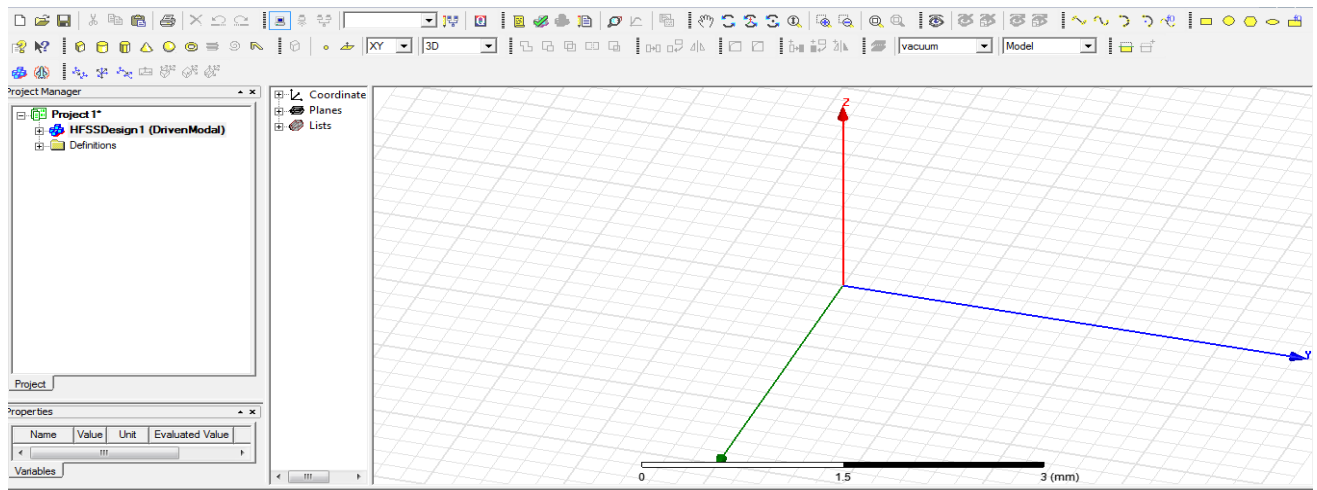 XY 3D vacuum Model
Project Manager
Project1*
HFSSDesign1 (DrivenModal)
Definitions
Project
Properties
Name Value Unit Evaluated Value
Variables
Coordinate
Planes
Lists
Z
Y
0 1.5 3 (mm)